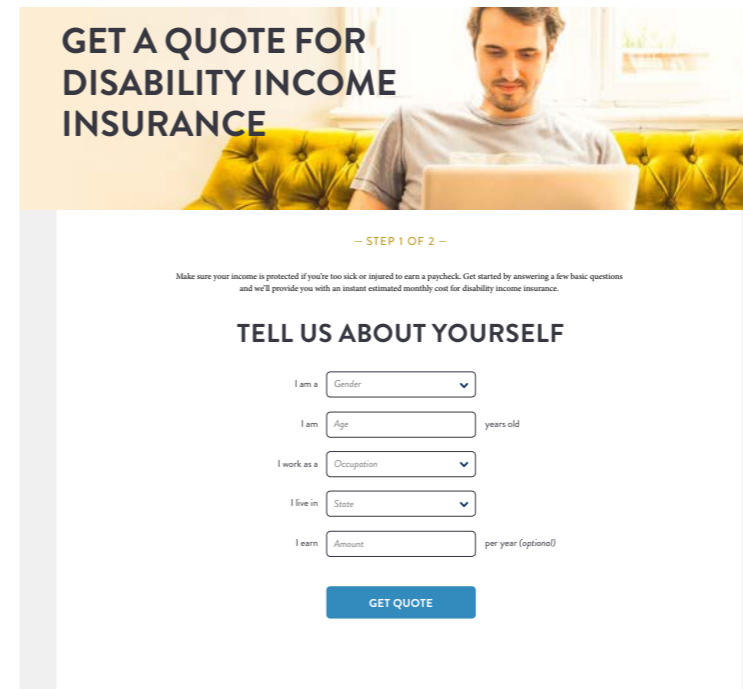 GET A QUOTE FOR
DISABILITY INCOME
INSURANCE
— STEP 1 OF 2 —
Make sure your income is protected if you're too sick or injured to earn a paycheck. Get started by answering a few basic questions
and we'll provide you with an instant estimated monthly cost for disability income insurance.
TELL US ABOUT YOURSELF
I am a Gender
I am Age years old
I work as a Occupation
I live in State
I earn Amount per year (optional)
GET QUOTE